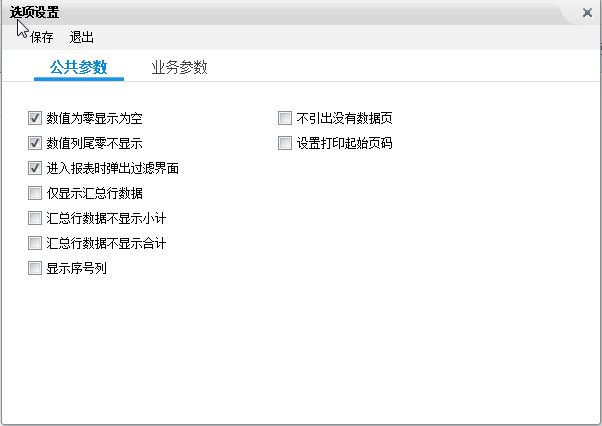 选项设置
保存 退出
公共参数 业务参数
数值为零显示为空
数值列尾零不显示
进入报表时弹出过滤界面
仅显示汇总行数据
汇总行数据不显示小计
汇总行数据不显示合计
显示序号列
不引出没有数据页
设置打印起始页码